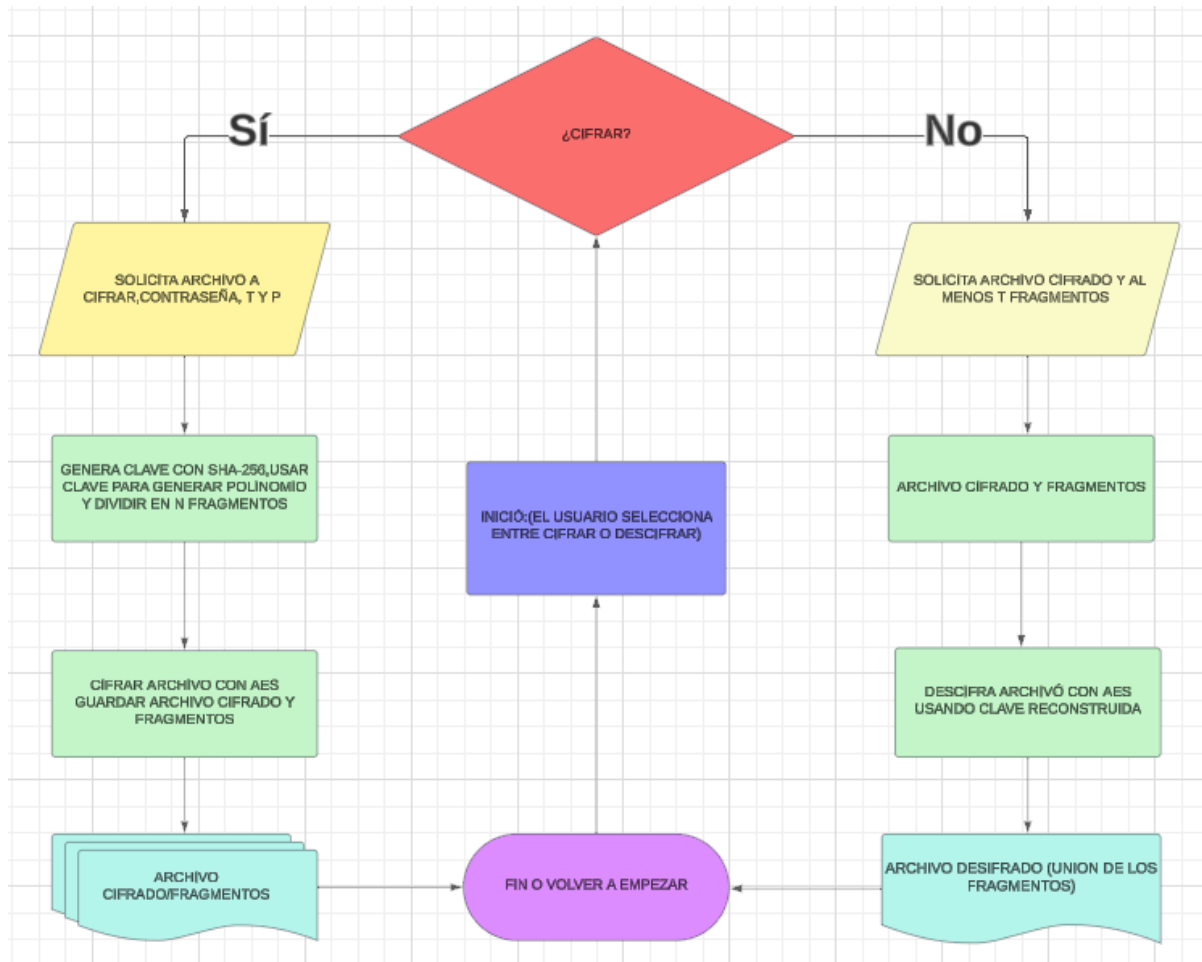 ¿CIFRAR?
Sí
No
SOLICITA ARCHIVO A
CIFRAR,CONTRASEÑA, T Y P
SOLICITA ARCHIVO CIFRADO Y AL
MENOS T FRAGMENTOS
GENERA CLAVE CON SHA-256,USAR
CLAVE PARA GENERAR POLINOMIO
Y DIVIDIR EN N FRAGMENTOS
INICIÓ:(EL USUARIO SELECCIONA
ENTRE CIFRAR O DESCIFRAR)
ARCHIVO CIFRADO Y FRAGMENTOS
CIFRAR ARCHIVO CON AES
GUARDAR ARCHIVO CIFRADO Y
FRAGMENTOS
DESCIFRA ARCHIVÓ CON AES
USANDO CLAVE RECONSTRUIDA
ARCHIVO
CIFRADO/FRAGMENTOS
FIN O VOLVER A EMPEZAR
ARCHIVO DESIFRADO (UNION DE LOS
FRAGMENTOS)